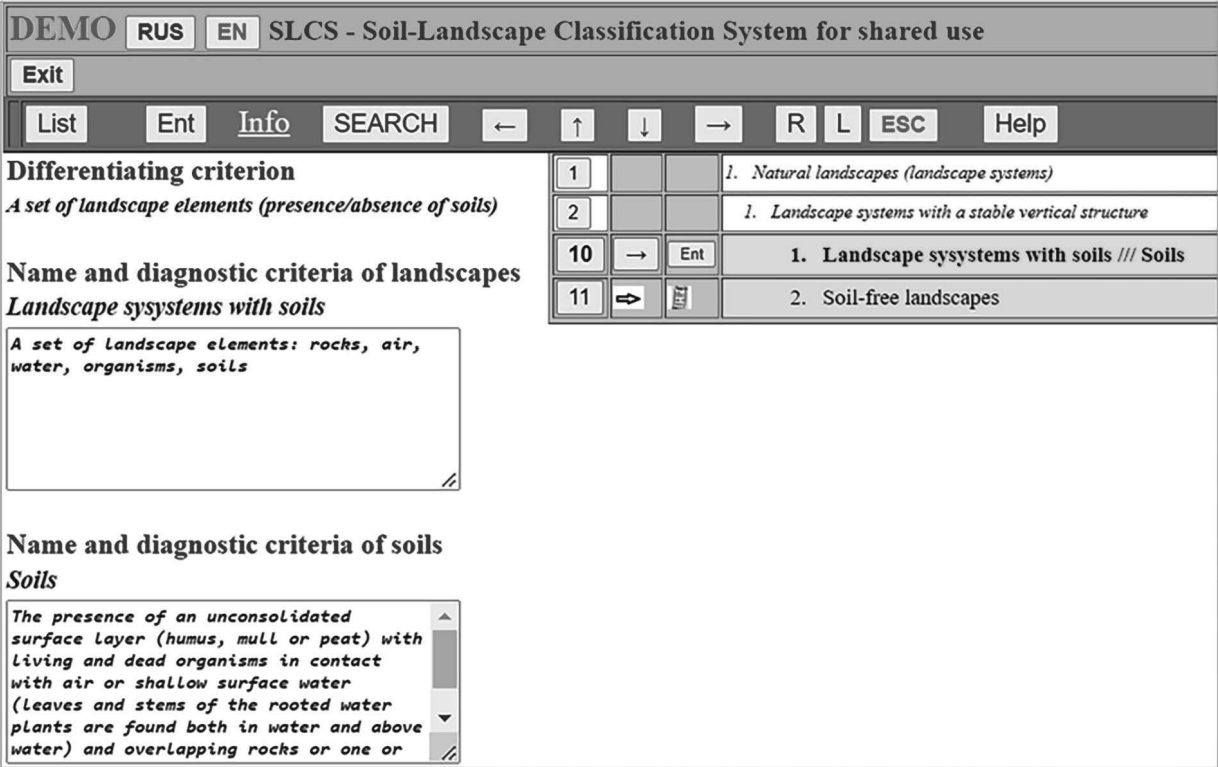 DEMO RUS EN SLCS - Soil-Landscape Classification System for shared use
Exit
List Ent Info SEARCH ← ↑ ↓ → R L ESC Help
Differentiating criterion
A set of landscape elements (presence/absence of soils)
Name and diagnostic criteria of landscapes
Landscape sysystems with soils
A set of landscape elements: rocks, air,
water, organisms, soils
Name and diagnostic criteria of soils
Soils
The presence of an unconsolidated
surface layer (humus, mull or peat) with
living and dead organisms in contact
with air or shallow surface water
(leaves and stems of the rooted water
plants are found both in water and above
water) and overlapping rocks or one or
1 1. Natural landscapes (landscape systems)
2 1. Landscape systems with a stable vertical structure
10 → Ent 1. Landscape sysystems with soils /// Soils
11 ⇨ 2. Soil-free landscapes